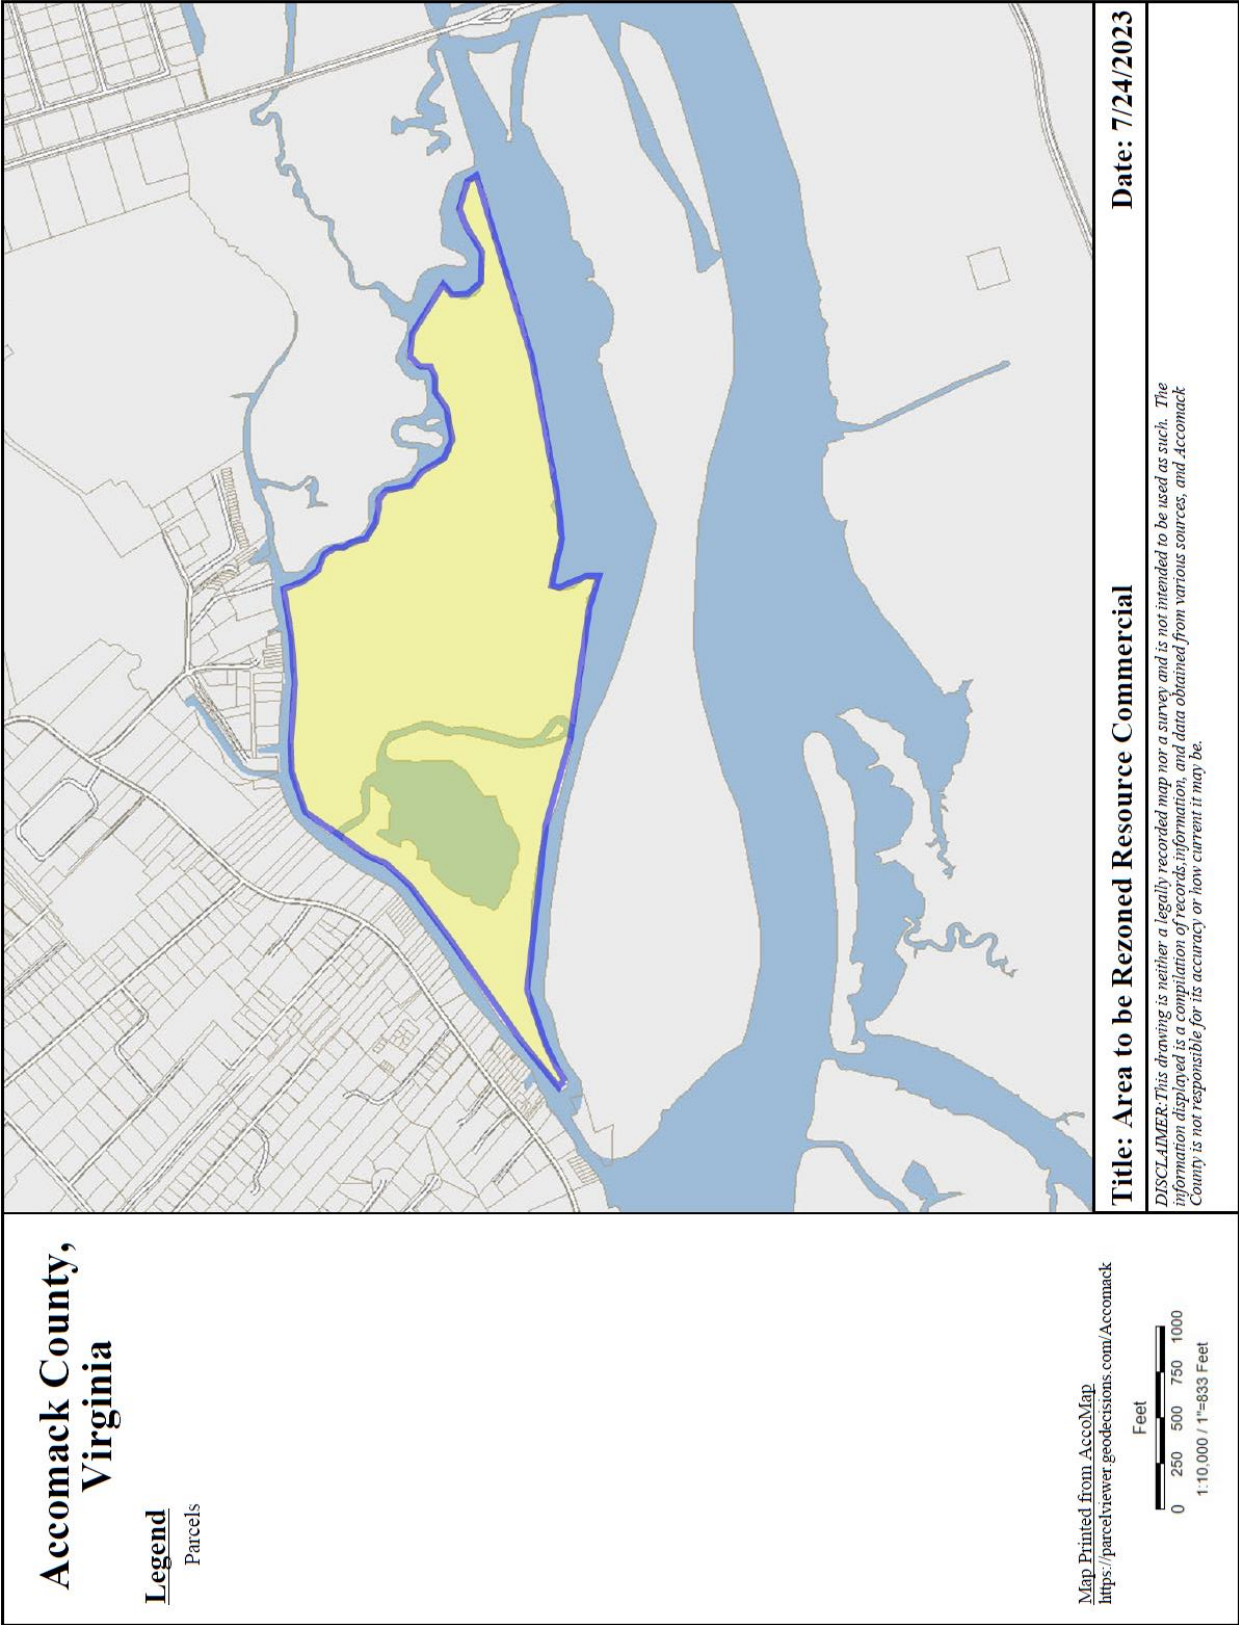 Accomack County,
Virginia
Legend
Parcels
Map Printed from AccoMap
https://parcelviewer.geodecisions.com/Accomack
Feet
0 250 500 750 1000
1:10,000 / 1"=833 Feet
Title: Area to be Rezoned Resource Commercial
Date: 7/24/2023
DISCLAIMER:This drawing is neither a legally recorded map nor a survey and is not intended to be used as such. The
information displayed is a compilation of records,information, and data obtained from various sources, and Accomack
County is not responsible for its accuracy or how current it may be.